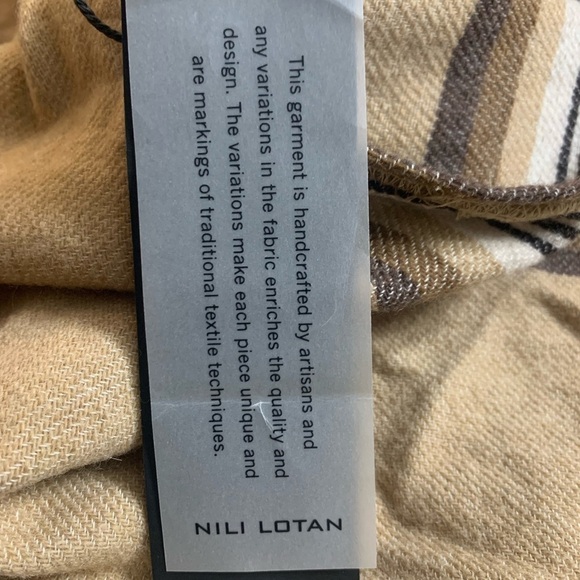 This garment is handcrafted by artisans and
any variations in the fabric enriches the quality and
design. The variations make each piece unique and
are markings of traditional textile techniques.
NILI LOTAN